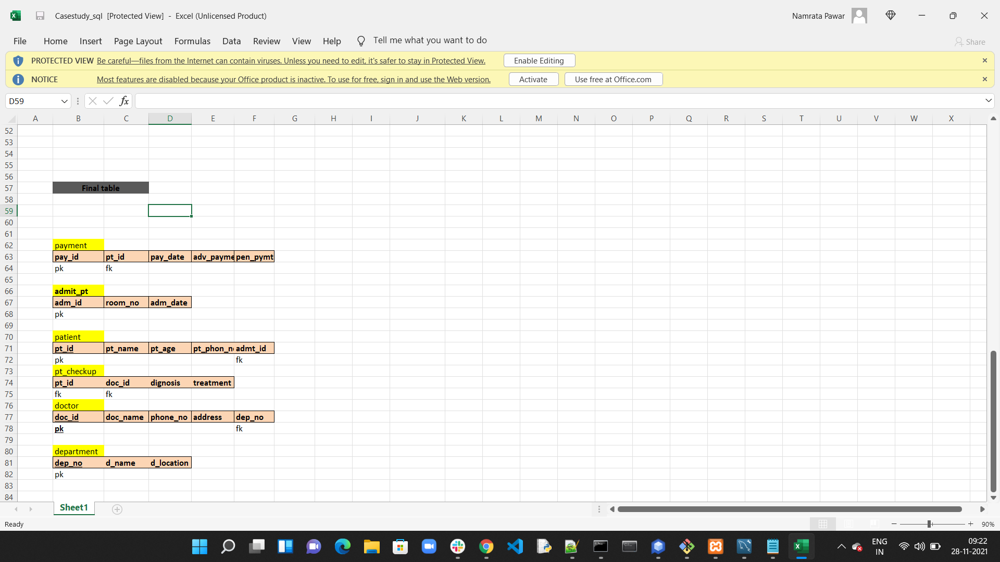 Casestudy_sql [Protected View] - Excel (Unlicensed Product)
Namrata Pawar
File Home Insert Page Layout Formulas Data Review View Help Tell me what you want to do
Share
PROTECTED VIEW Be careful—files from the Internet can contain viruses. Unless you need to edit, it's safer to stay in Protected View. Enable Editing
NOTICE Most features are disabled because your Office product is inactive. To use for free, sign in and use the Web version. Activate Use free at Office.com
D59 fx
A B C D E F G H I J K L M N O P Q R S T U V W X
52
53
54
55
56
57 Final table
58
59
60
61
62 payment
63 pay_id pt_id pay_date adv_payme pen_pymt
64 pk fk
65
66 admit_pt
67 adm_id room_no adm_date
68 pk
69
70 patient
71 pt_id pt_name pt_age pt_phon_n admt_id
72 pk fk
73 pt_checkup
74 pt_id doc_id dignosis treatment
75 fk fk
76 doctor
77 doc_id doc_name phone_no address dep_no
78 pk fk
79
80 department
81 dep_no d_name d_location
82 pk
83
84
Sheet1
Ready
90%
ENG
IN
09:22
28-11-2021